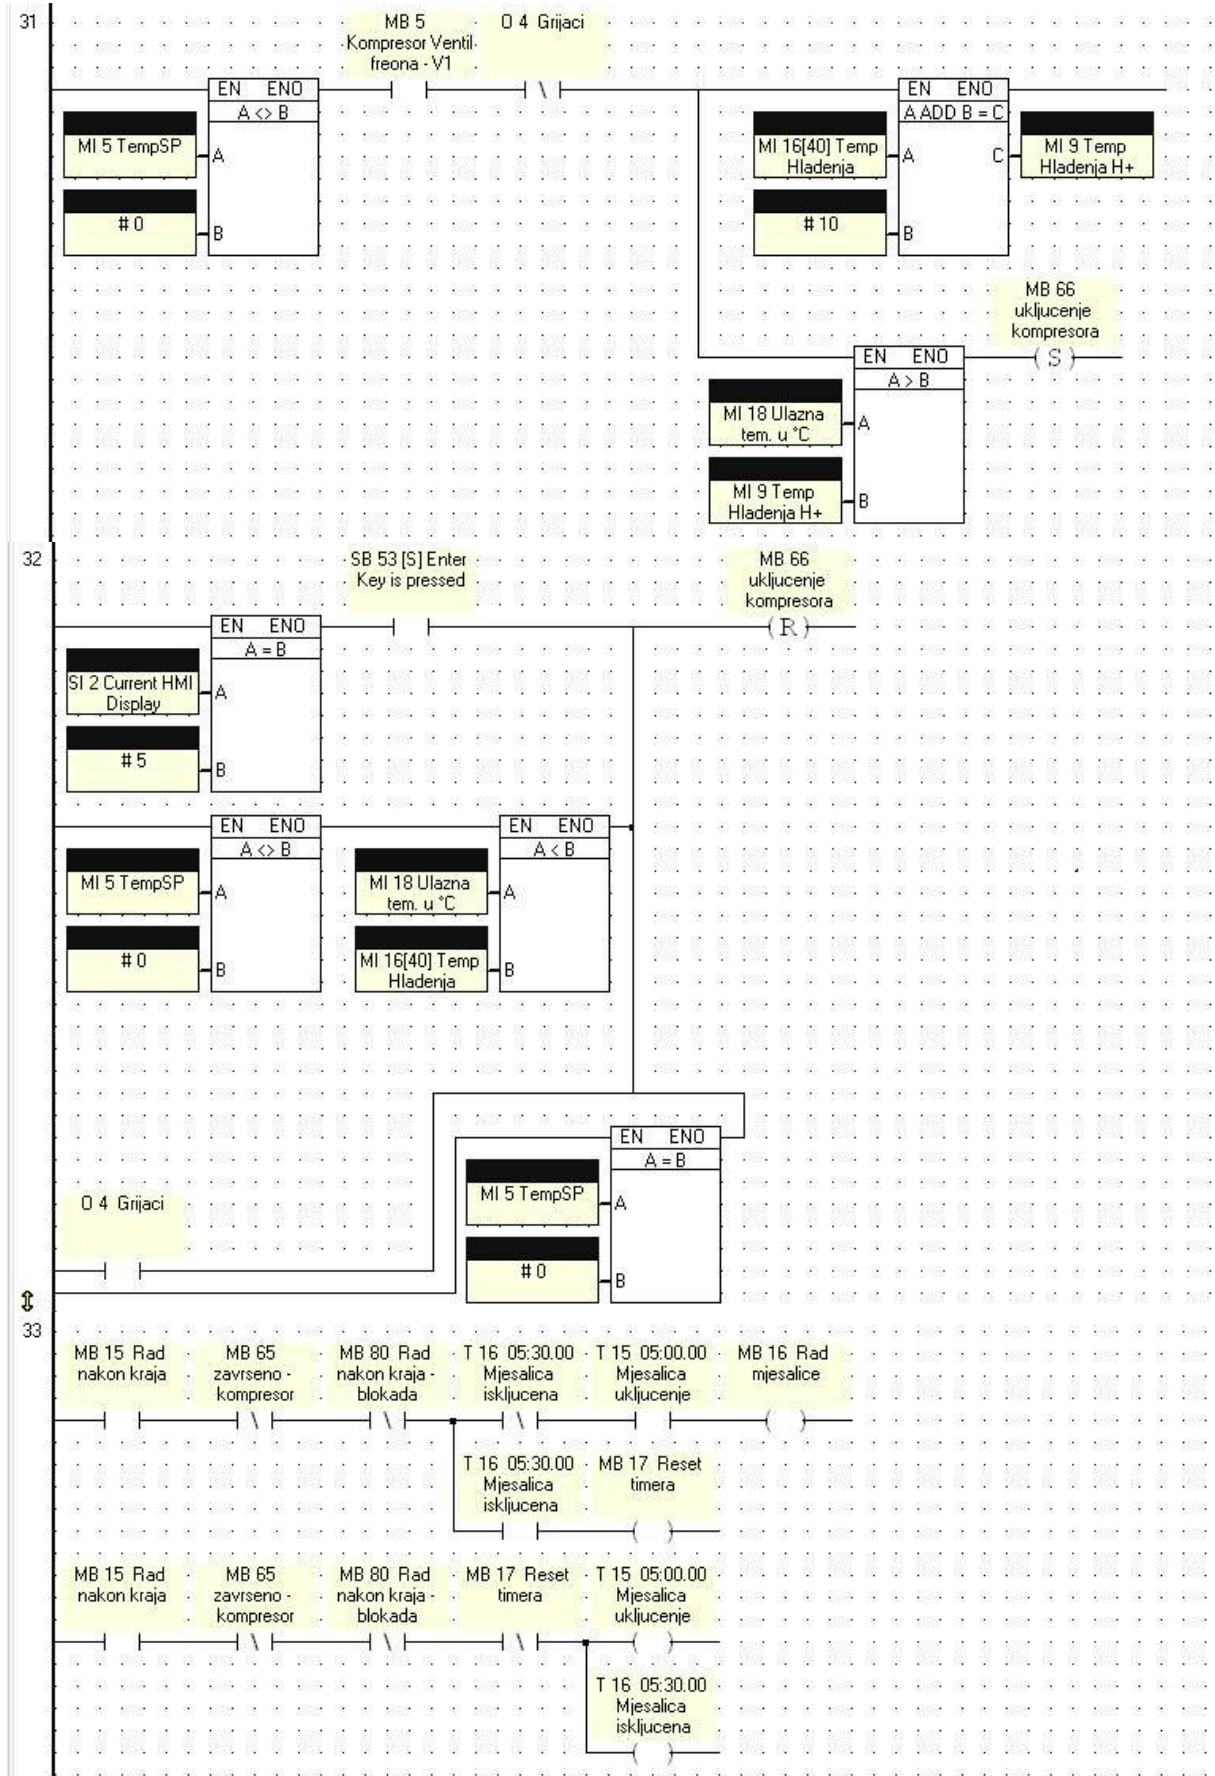 31
MB 5
Kompresor Ventil
freona - V1
O 4 Grijaci
EN ENO
A <> B
MI 5 TempSP
A
# 0
B
EN ENO
A ADD B = C
MI 16[40] Temp
Hladenja
A
C
MI 9 Temp
Hladenja H+
# 10
B
MB 66
ukljucenje
kompresora
( S )
EN ENO
A > B
MI 18 Ulazna
tem. u °C
A
MI 9 Temp
Hladenja H+
B
32
SB 53 [S] Enter
Key is pressed
MB 66
ukljucenje
kompresora
( R )
EN ENO
A = B
SI 2 Current HMI
Display
A
# 5
B
EN ENO
A <> B
MI 5 TempSP
A
# 0
B
EN ENO
A < B
MI 18 Ulazna
tem. u °C
A
MI 16[40] Temp
Hladenja
B
EN ENO
A = B
MI 5 TempSP
A
# 0
B
O 4 Grijaci
33
MB 15 Rad
nakon kraja
MB 65
zavrseno -
kompresor
MB 80 Rad
nakon kraja -
blokada
T 16 05:30.00
Mjesalica
iskljucena
T 15 05:00.00
Mjesalica
ukljucenje
MB 16 Rad
mjesalice
T 16 05:30.00
Mjesalica
iskljucena
MB 17 Reset
timera
MB 15 Rad
nakon kraja
MB 65
zavrseno -
kompresor
MB 80 Rad
nakon kraja -
blokada
MB 17 Reset
timera
T 15 05:00.00
Mjesalica
ukljucenje
T 16 05:30.00
Mjesalica
iskljucena